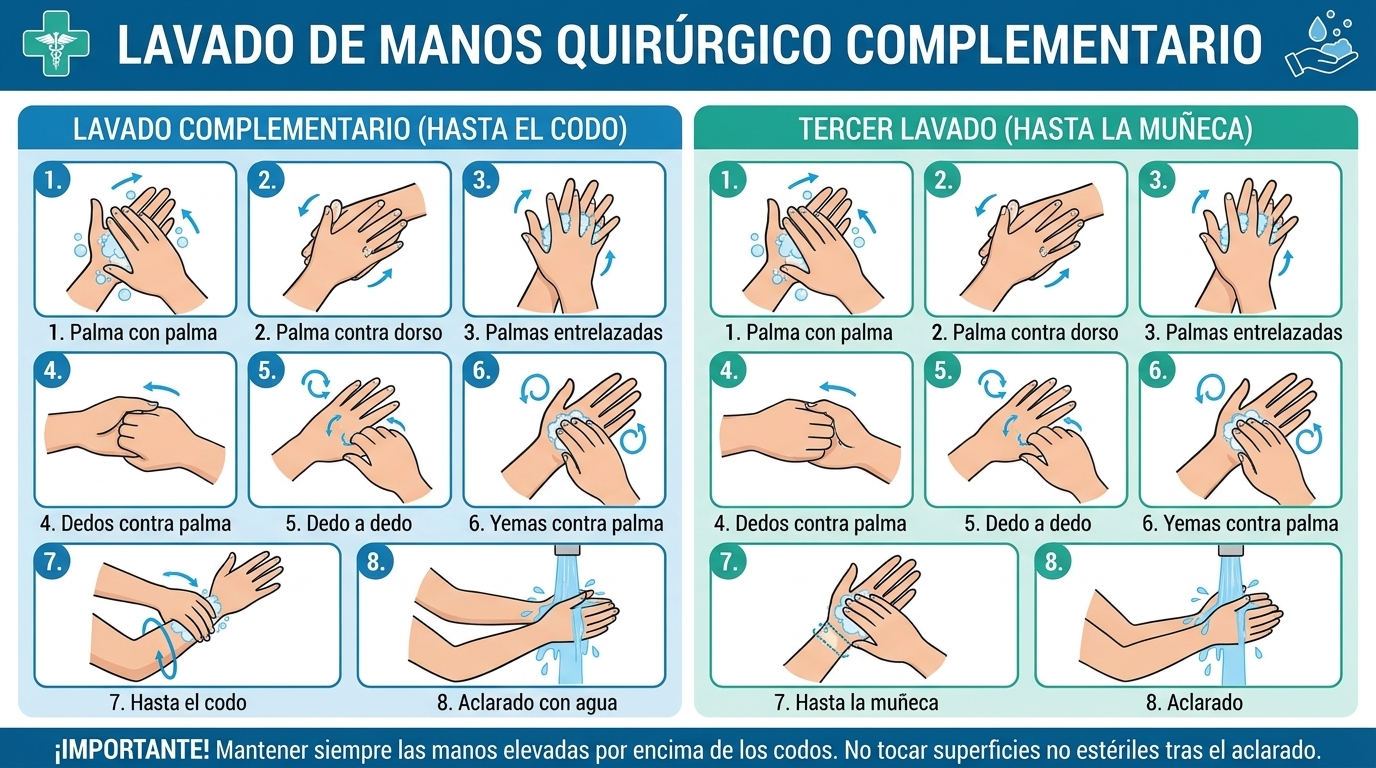 LAVADO DE MANOS QUIRÚRGICO COMPLEMENTARIO
LAVADO COMPLEMENTARIO (HASTA EL CODO)
1.
2.
3.
1. Palma con palma
2. Palma contra dorso
3. Palmas entrelazadas
4.
5.
6.
4. Dedos contra palma
5. Dedo a dedo
6. Yemas contra palma
7.
8.
7. Hasta el codo
8. Aclarado con agua
TERCER LAVADO (HASTA LA MUÑECA)
1.
2.
3.
1. Palma con palma
2. Palma contra dorso
3. Palmas entrelazadas
4.
5.
6.
4. Dedos contra palma
5. Dedo a dedo
6. Yemas contra palma
7.
8.
7. Hasta la muñeca
8. Aclarado
¡IMPORTANTE! Mantener siempre las manos elevadas por encima de los codos. No tocar superficies no estériles tras el aclarado.